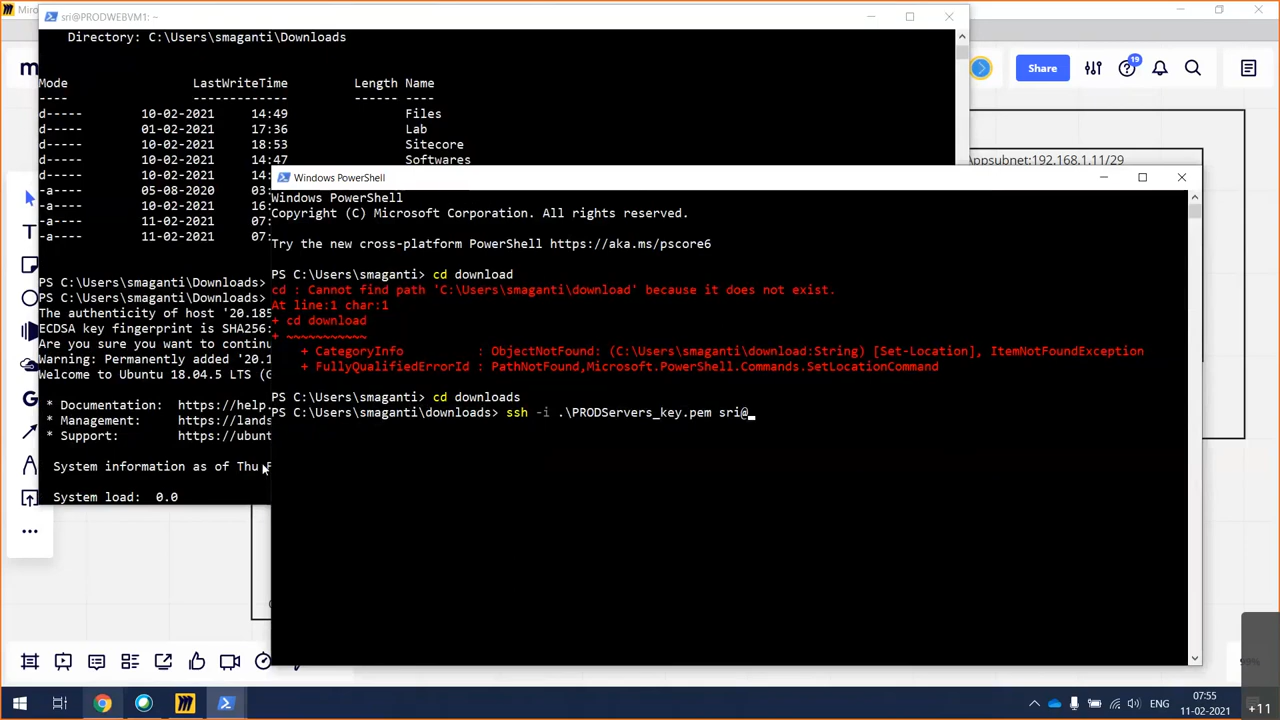 Miro
sri@PRODWEBVM1: ~
Directory: C:\Users\smaganti\Downloads
Mode LastWriteTime Length Name
---- ------------- ------ ----
d----- 10-02-2021 14:49 Files
d----- 01-02-2021 17:36 Lab
d----- 10-02-2021 18:53 Sitecore
d----- 10-02-2021 14:47 Softwares
d----- 10-02-2021 14:
-a---- 05-08-2020 03:
-a---- 10-02-2021 16:
-a---- 11-02-2021 07:
-a---- 11-02-2021 07:
PS C:\Users\smaganti\Downloads>
PS C:\Users\smaganti\Downloads>
The authenticity of host '20.185
ECDSA key fingerprint is SHA256:
Are you sure you want to continu
Warning: Permanently added '20.1
Welcome to Ubuntu 18.04.5 LTS (G
* Documentation: https://help.
* Management: https://lands
* Support: https://ubunt
System information as of Thu F
System load: 0.0
m
19
Share
Appsubnet:192.168.1.11/29
Windows PowerShell
Windows PowerShell
Copyright (C) Microsoft Corporation. All rights reserved.
Try the new cross-platform PowerShell https://aka.ms/pscore6
PS C:\Users\smaganti> cd download
cd : Cannot find path 'C:\Users\smaganti\download' because it does not exist.
At line:1 char:1
+ cd download
+ ~~~~~~~~~~~
+ CategoryInfo : ObjectNotFound: (C:\Users\smaganti\download:String) [Set-Location], ItemNotFoundException
+ FullyQualifiedErrorId : PathNotFound,Microsoft.PowerShell.Commands.SetLocationCommand
PS C:\Users\smaganti> cd downloads
PS C:\Users\smaganti\downloads> ssh -i .\PRODServers_key.pem sri@_
ENG
07:55
11-02-2021
+11